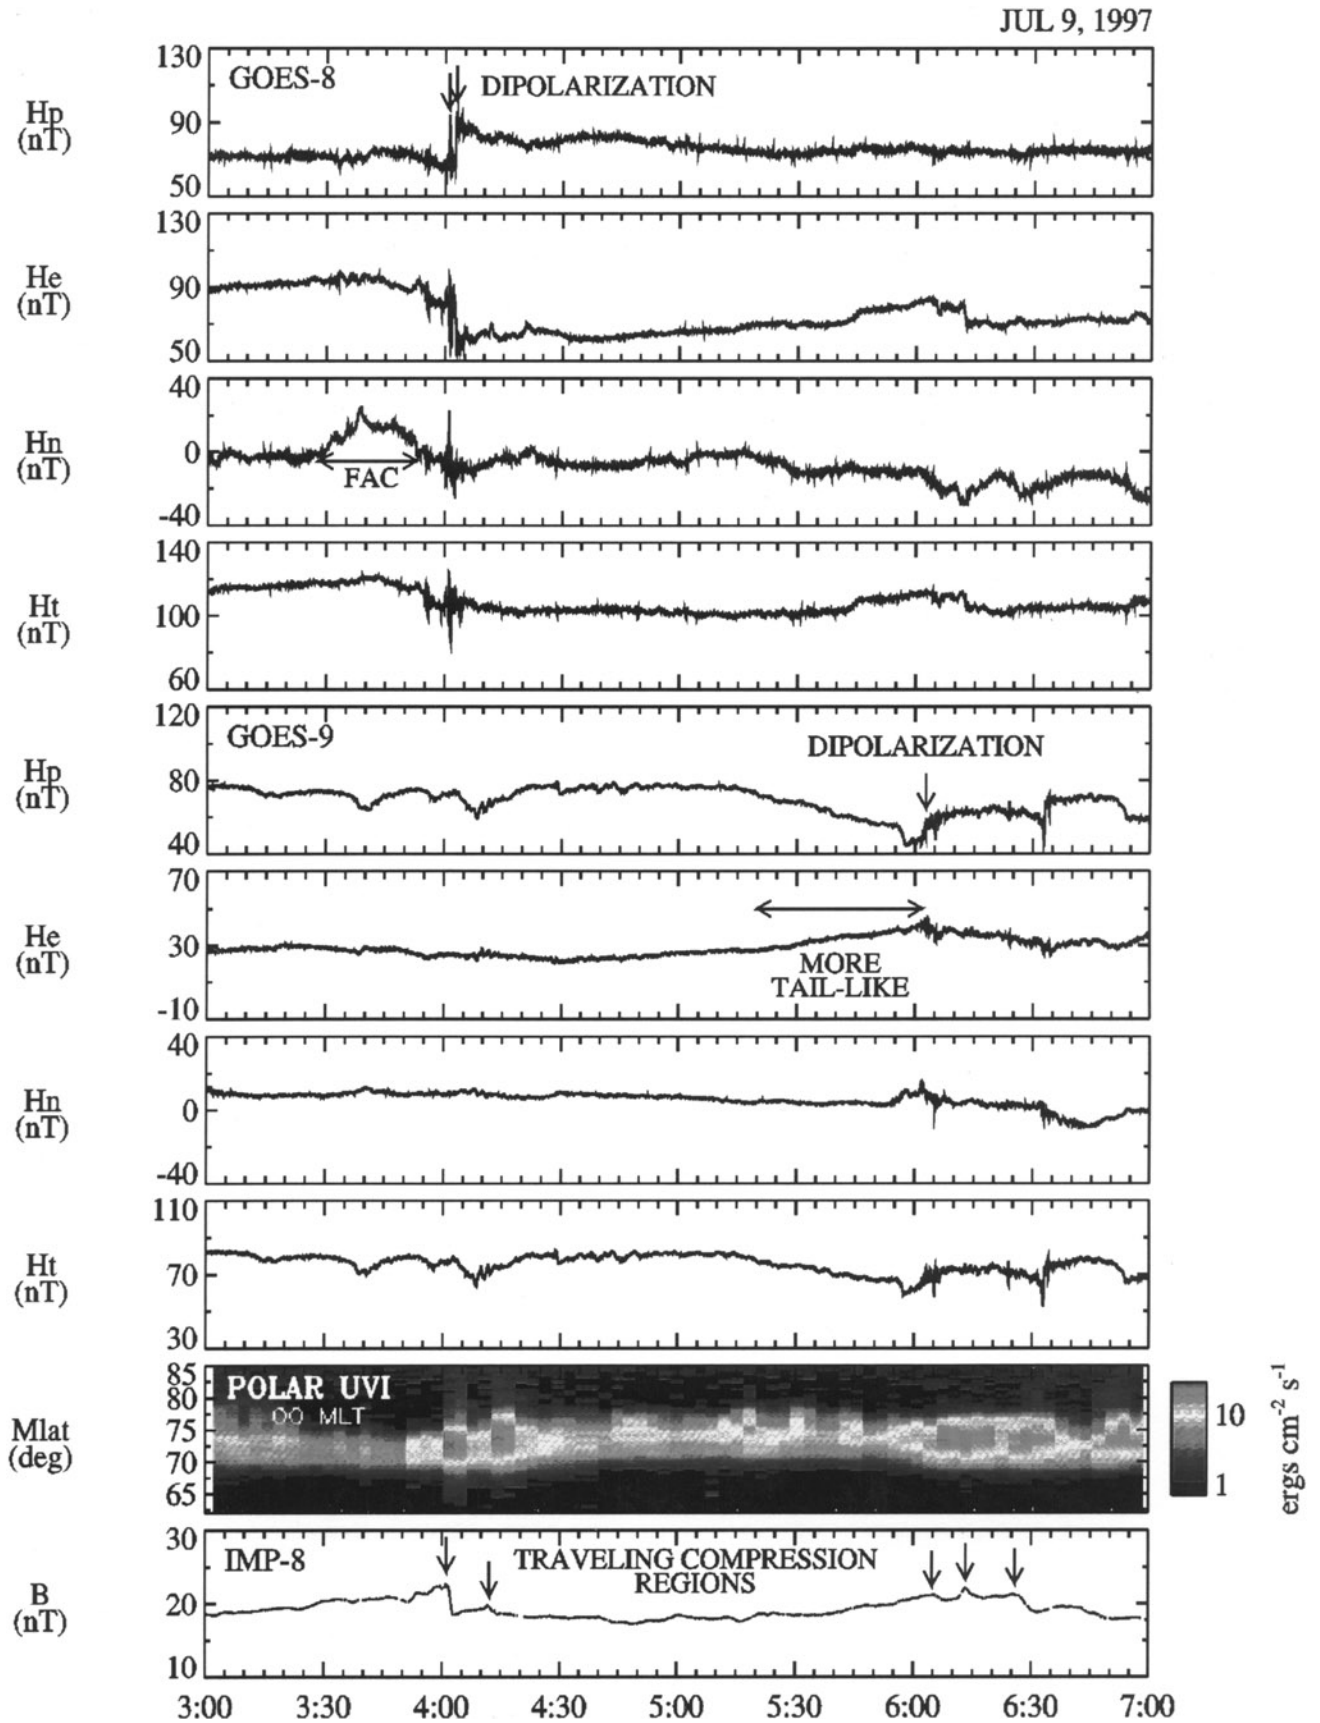 JUL 9, 1997
130
GOES-8
DIPOLARIZATION
Hp
(nT)
90
50
130
He
(nT)
90
50
40
Hn
(nT)
0
FAC
-40
140
Ht
(nT)
100
60
120
GOES-9
DIPOLARIZATION
Hp
(nT)
80
40
70
He
(nT)
30
MORE
TAIL-LIKE
-10
40
Hn
(nT)
0
-40
110
Ht
(nT)
70
30
85
80
75
70
65
POLAR UVI
00 MLT
Mlat
(deg)
10
1
ergs cm⁻² s⁻¹
30
IMP-8
TRAVELING COMPRESSION
REGIONS
B
(nT)
20
10
3:00 3:30 4:00 4:30 5:00 5:30 6:00 6:30 7:00